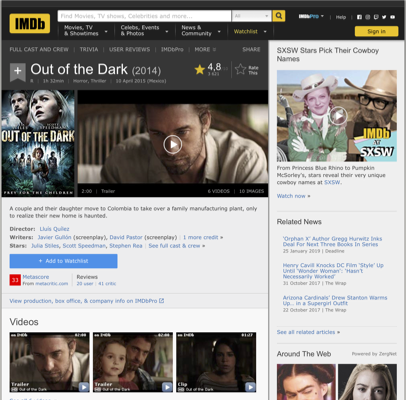 IMDb
Find Movies, TV shows, Celebrities and more...
All
IMDbPro
Help
Movies, TV
& Showtimes
Celebs, Events
& Photos
News &
Community
Watchlist
Sign in
FULL CAST AND CREW | TRIVIA | USER REVIEWS | IMDbPro | MORE
SHARE
Out of the Dark (2014)
R | 1h 32min | Horror, Thriller | 10 April 2015 (Mexico)
4,8
Rate
This
JULIA STILES
SCOTT SPEEDMAN
OUT OF THE DARK
PRAY FOR THE CHILDREN
2:00 | Trailer
6 VIDEOS | 10 IMAGES
A couple and their daughter move to Colombia to take over a family manufacturing plant, only
to realize their new home is haunted.
Director: Lluís Quílez
Writers: Javier Gullón (screenplay), David Pastor (screenplay) | 1 more credit »
Stars: Julia Stiles, Scott Speedman, Stephen Rea | See full cast & crew »
+ Add to Watchlist
33
Metascore
From metacritic.com
Reviews
20 user | 41 critic
View production, box office, & company info on IMDbPro
Videos
IMDb
02:00
Trailer
Out of the Dark
IMDb
Trailer
Out of the Dark
IMDb
Clip
Out of the Dark
SXSW Stars Pick Their Cowboy
Names
IMDb
AT
SXSW
From Princess Blue Rhino to Pumpkin
McSorley's, stars reveal their very unique
cowboy names at SXSW.
Watch now »
Related News
'Orphan X' Author Gregg Hurwitz Inks
Deal For Next Three Books In Series
25 January 2019 | Deadline
Henry Cavill Knocks DC Film 'Style' Up
Until 'Wonder Woman': 'Hasn't
Necessarily Worked'
31 October 2017 | The Wrap
Arizona Cardinals' Drew Stanton Warms
Up.. in a Supergirl Outfit
22 October 2017 | The Wrap
See all related articles »
Around The Web
Powered by ZergNet